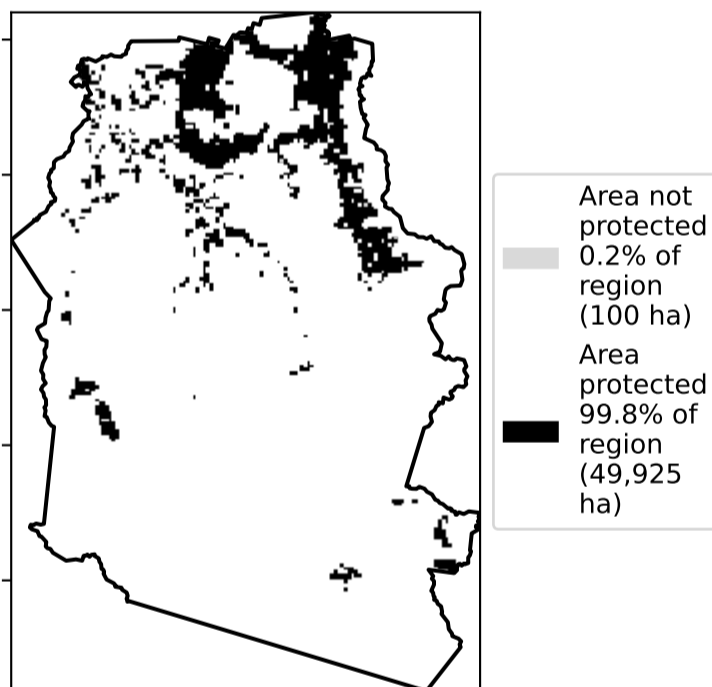 Area not
protected
0.2% of
region
(100 ha)
Area
protected
99.8% of
region
(49,925
ha)